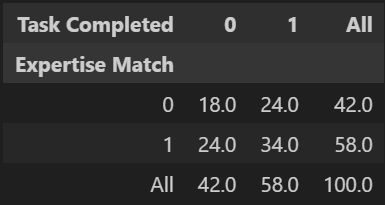 Task Completed 0 1 All
Expertise Match
0 18.0 24.0 42.0
1 24.0 34.0 58.0
All 42.0 58.0 100.0